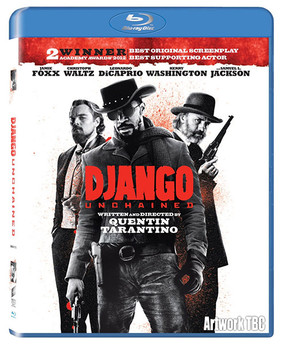 Blu-ray Disc
2 WINNER BEST ORIGINAL SCREENPLAY
ACADEMY AWARDS 2012 BEST SUPPORTING ACTOR
JAMIE FOXX
CHRISTOPH WALTZ
LEONARDO DiCAPRIO
KERRY WASHINGTON
SAMUEL L. JACKSON
DJANGO
UNCHAINED
WRITTEN AND DIRECTED BY
QUENTIN
TARANTINO
Artwork TBC
DJANGO
UNCHAINED